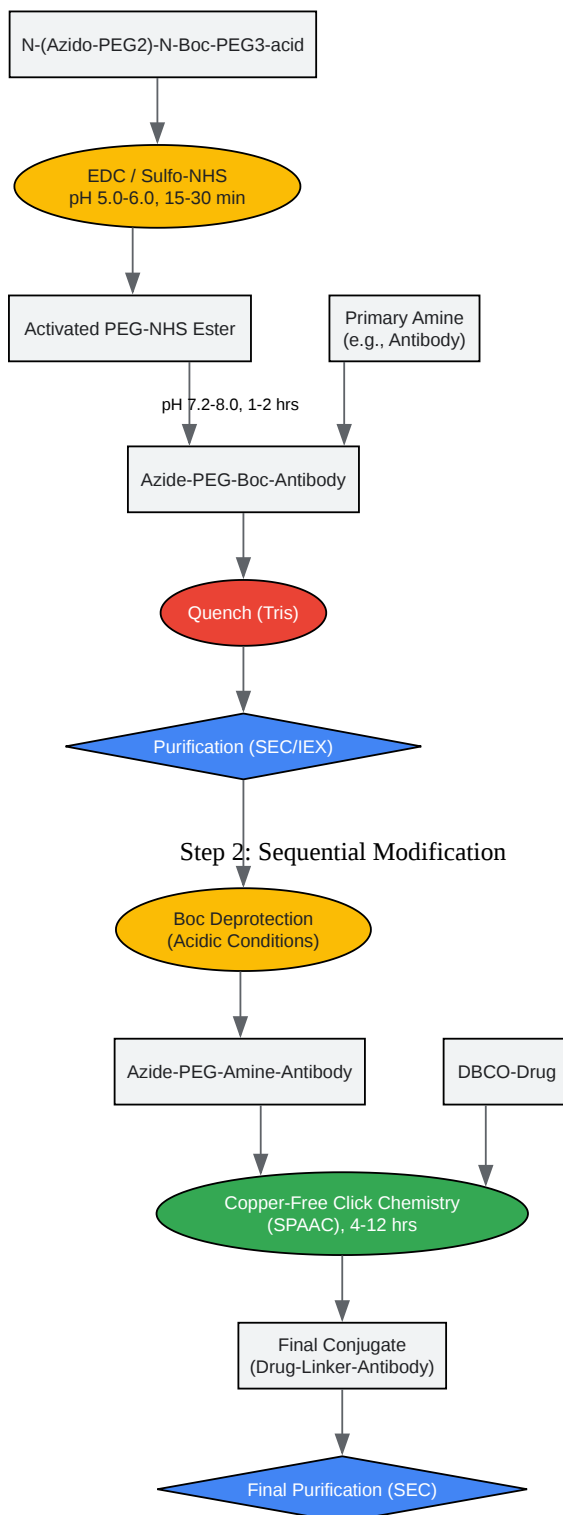 N-(Azido-PEG2)-N-Boc-PEG3-acid
EDC / Sulfo-NHS
pH 5.0-6.0, 15-30 min
Activated PEG-NHS Ester
Primary Amine
(e.g., Antibody)
pH 7.2-8.0, 1-2 hrs
Azide-PEG-Boc-Antibody
Quench (Tris)
Purification (SEC/IEX)
Step 2: Sequential Modification
Boc Deprotection
(Acidic Conditions)
Azide-PEG-Amine-Antibody
DBCO-Drug
Copper-Free Click Chemistry
(SPAAC), 4-12 hrs
Final Conjugate
(Drug-Linker-Antibody)
Final Purification (SEC)